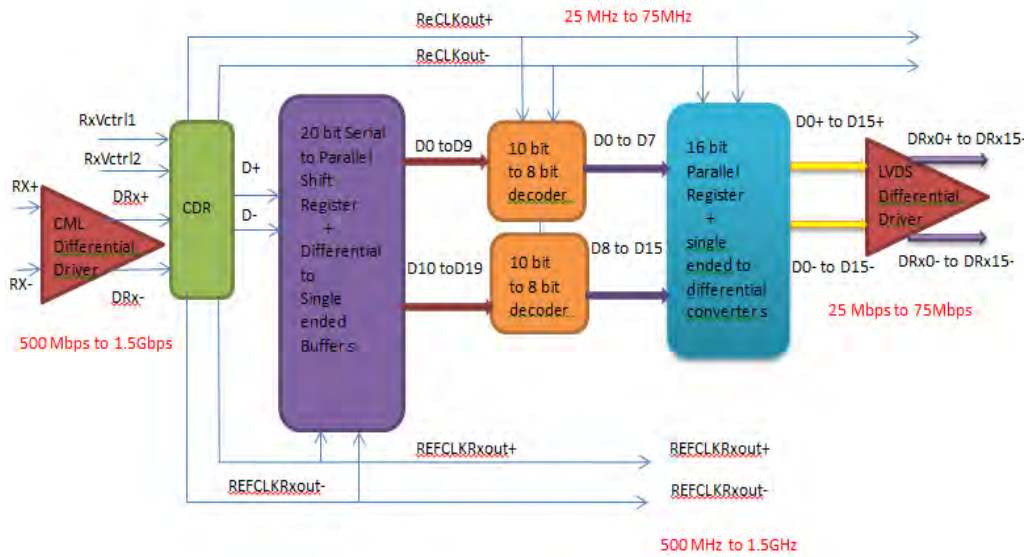 ReCLKout+
25 MHz to 75MHz
ReCLKout-
RxVctrl1
RxVctrl2
RX+
RX-
DRx+
DRx-
CML
Differential
Driver
500 Mbps to 1.5Gbps
CDR
D+
D-
20 bit Serial
to Parallel
Shift
Register
+
Differential
to
Single
ended
Buffers
D0 toD9
D10 toD19
10 bit
to 8 bit
decoder
10 bit
to 8 bit
decoder
D0 to D7
D8 to D15
16 bit
Parallel
Register
+
single
ended to
differential
converters
D0+ to D15+
D0- to D15-
LVDS
Differential
Driver
DRx0+ to DRx15-
DRx0- to DRx15-
25 Mbps to 75Mbps
REFCLKRxout+
REFCLKRxout+
REFCLKRxout-
REFCLKRxout-
500 MHz to 1.5GHz